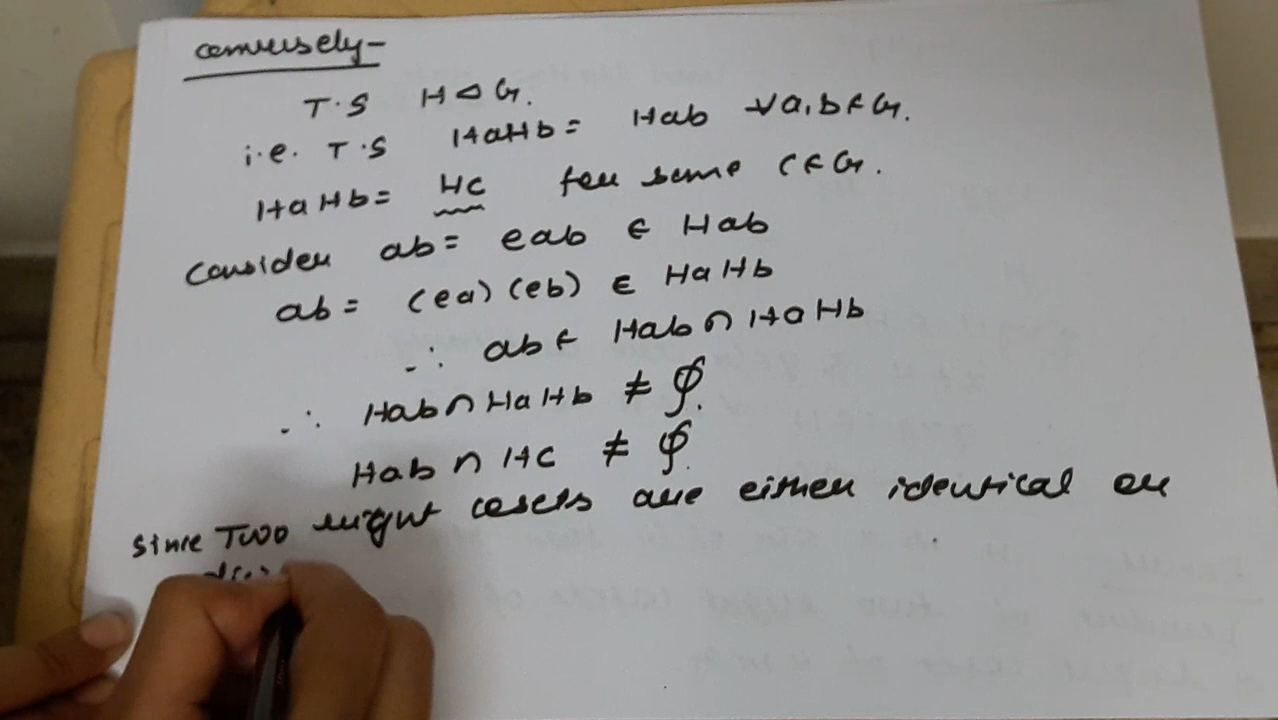 conversely-
T.S H⊲G.
i.e. T.S HaHb= Hab ∀a,b∈G.
HaHb= HC for some C∈G.
Consider ab= eab ∈ Hab
ab= (ea)(eb) ∈ HaHb
∴ ab∈ Hab∩HaHb
∴ Hab∩HaHb ≠ φ.
Hab∩HC ≠ φ.
Since Two right cosets are either identical or